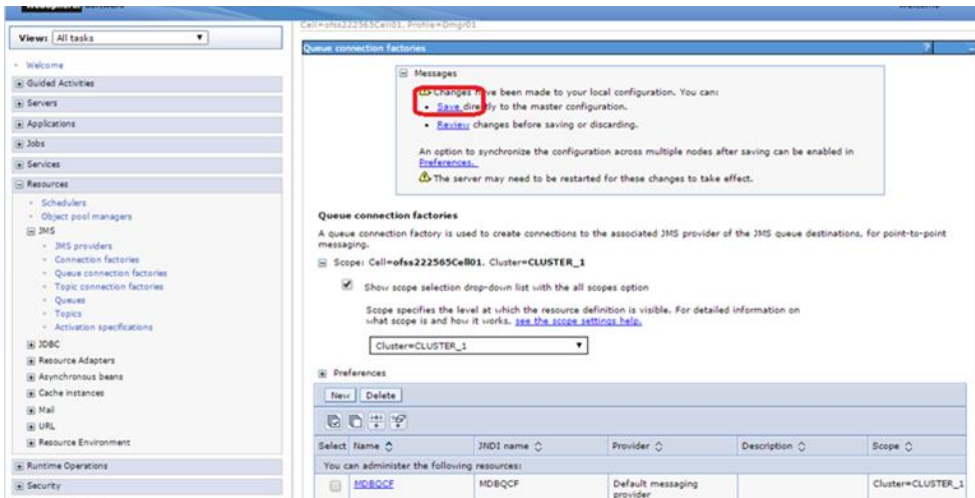 Welcome
Cell=ofss222565Cell01, Profile=Dmgr01
View: All tasks
Welcome
Guided Activities
Servers
Applications
Jobs
Services
Resources
Schedulers
Object pool managers
JMS
JMS providers
Connection factories
Queue connection factories
Topic connection factories
Queues
Topics
Activation specifications
JDBC
Resource Adapters
Asynchronous beans
Cache instances
Mail
URL
Resource Environment
Runtime Operations
Security
Queue connection factories ? -
Messages
Changes have been made to your local configuration. You can:
Save directly to the master configuration.
Review changes before saving or discarding.
An option to synchronize the configuration across multiple nodes after saving can be enabled in
Preferences.
The server may need to be restarted for these changes to take effect.
Queue connection factories
A queue connection factory is used to create connections to the associated JMS provider of the JMS queue destinations, for point-to-point
messaging.
Scope: Cell=ofss222565Cell01, Cluster=CLUSTER_1
Show scope selection drop-down list with the all scopes option
Scope specifies the level at which the resource definition is visible. For detailed information on
what scope is and how it works, see the scope settings help.
Cluster=CLUSTER_1
Preferences
New Delete
Select Name JNDI name Provider Description Scope
You can administer the following resources:
MDBQCF MDBQCF Default messaging Cluster=CLUSTER_1
provider